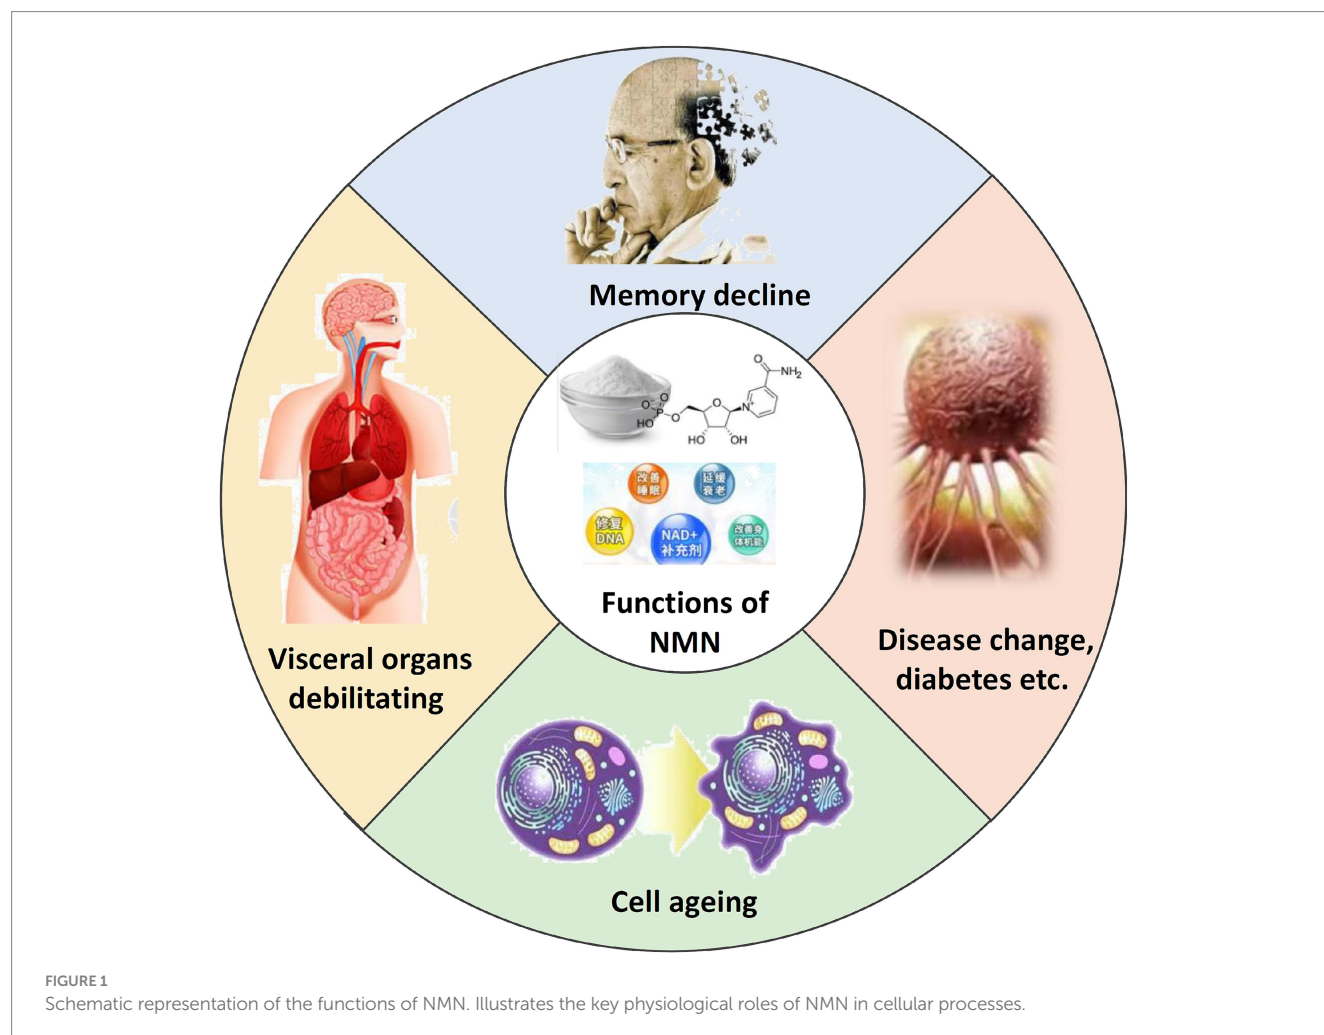 Memory decline
O
NH₂
O⁻
O
P
HO
O
O
N⁺
HO
OH
改善
睡眠
延缓
衰老
修复
DNA
NAD+
补充剂
改善身
体机能
Functions of
NMN
Visceral organs
debilitating
Disease change,
diabetes etc.
Cell ageing
FIGURE 1
Schematic representation of the functions of NMN. Illustrates the key physiological roles of NMN in cellular processes.